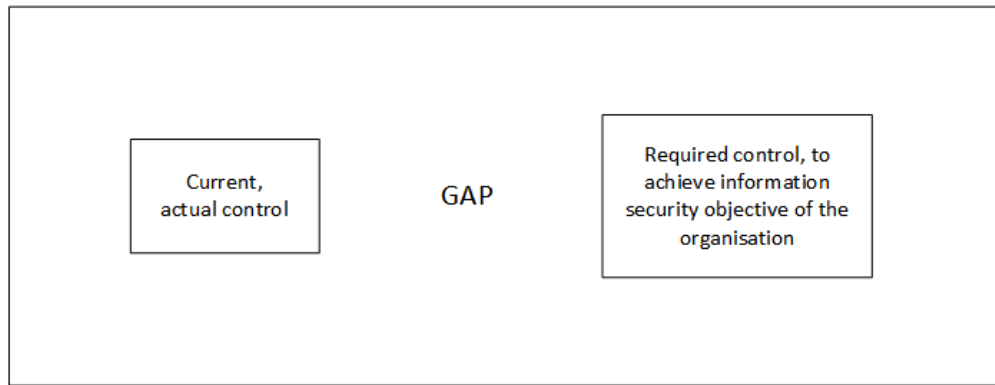 Current,
actual control
GAP
Required control, to
achieve information
security objective of the
organisation